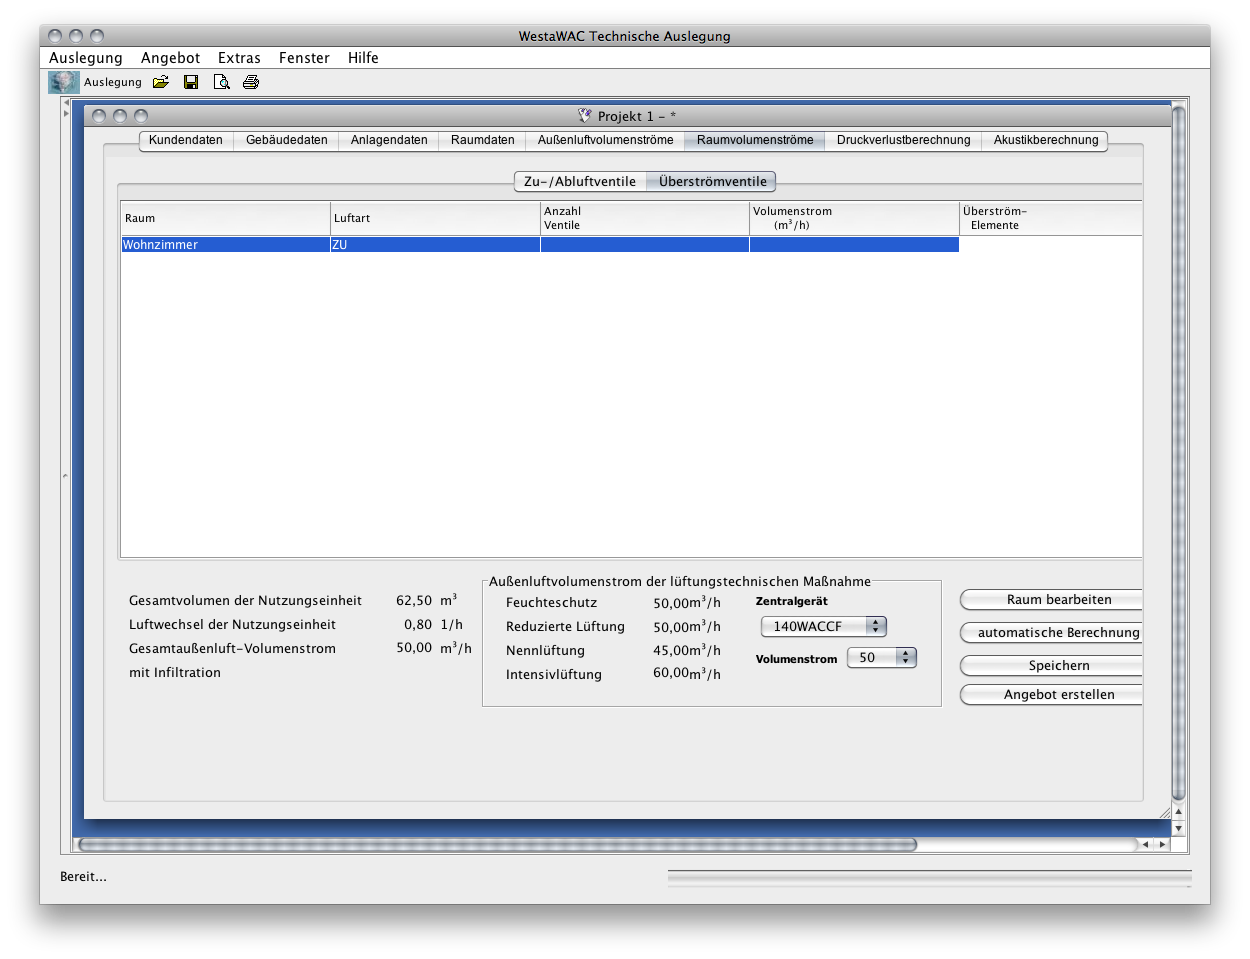 WestaWAC Technische Auslegung
Auslegung Angebot Extras Fenster Hilfe
Auslegung
Projekt 1 - *
Kundendaten Gebäudedaten Anlagendaten Raumdaten Außenluftvolumenströme Raumvolumenströme Druckverlustberechnung Akustikberechnung
Zu-/Abluftventile Überströmventile
Raum Luftart Anzahl Ventile Volumenstrom (m³/h) Überström-Elemente
Wohnzimmer ZU
Außenluftvolumenstrom der lüftungstechnischen Maßnahme
Gesamtvolumen der Nutzungseinheit 62,50 m³
Luftwechsel der Nutzungseinheit 0,80 1/h
Gesamtaußenluft-Volumenstrom 50,00 m³/h
mit Infiltration
Feuchteschutz 50,00m³/h
Reduzierte Lüftung 50,00m³/h
Nennlüftung 45,00m³/h
Intensivlüftung 60,00m³/h
Zentralgerät
140WACCF
Volumenstrom 50
Raum bearbeiten
automatische Berechnung
Speichern
Angebot erstellen
Bereit...